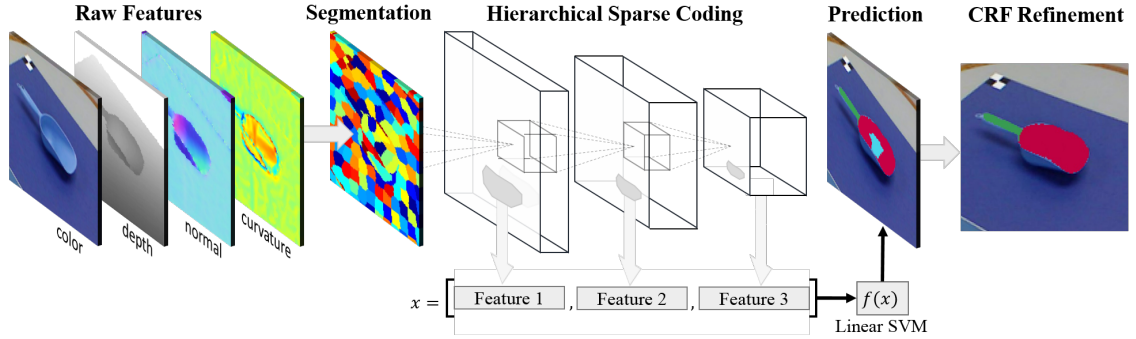 Raw Features
Segmentation
Hierarchical Sparse Coding
Prediction
CRF Refinement
color
depth
normal
curvature
x =
Feature 1
,
Feature 2
,
Feature 3
f(x)
Linear SVM